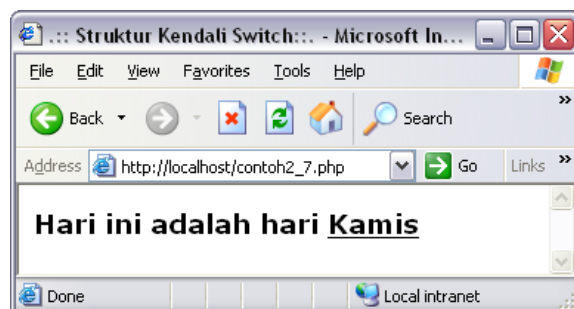 .:: Struktur Kendali Switch::. - Microsoft In...
File Edit View Favorites Tools Help
Back Search »
Address http://localhost/contoh2_7.php Go Links »
Hari ini adalah hari Kamis
Done Local intranet